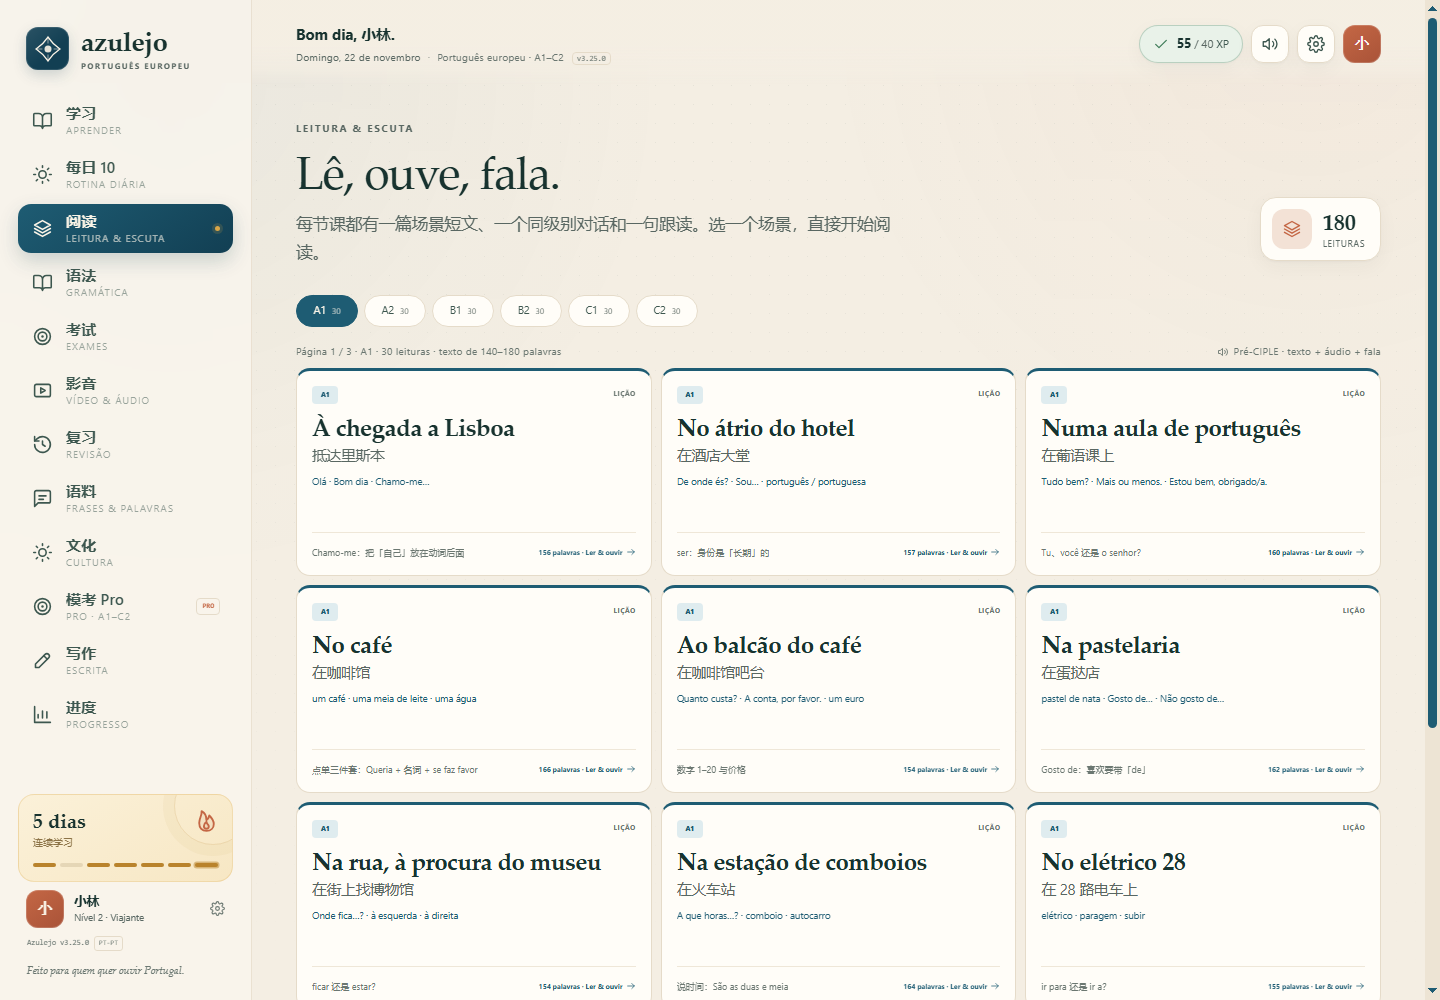 azulejo
PORTUGUÊS EUROPEU
学习
APRENDER
每日 10
ROTINA DIÁRIA
阅读
LEITURA & ESCUTA
语法
GRAMÁTICA
考试
EXAMES
影音
VÍDEO & ÁUDIO
复习
REVISÃO
语料
FRASES & PALAVRAS
文化
CULTURA
模考 Pro
PRO · A1–C2
PRO
写作
ESCRITA
进度
PROGRESSO
5 dias
连续学习
小
小林
Nível 2 · Viajante
Azulejo v3.25.0 PT-PT
Feito para quem quer ouvir Portugal.
Bom dia, 小林.
Domingo, 22 de novembro · Português europeu · A1–C2 v3.25.0
55 / 40 XP
小
LEITURA & ESCUTA
Lê, ouve, fala.
每节课都有一篇场景短文、一个同级别对话和一句跟读。选一个场景，直接开始阅
读。
180
LEITURAS
A1 30
A2 30
B1 30
B2 30
C1 30
C2 30
Página 1 / 3 · A1 · 30 leituras · texto de 140–180 palavras
Pré-CIPLE · texto + áudio + fala
A1
LIÇÃO
À chegada a Lisboa
抵达里斯本
Olá · Bom dia · Chamo-me...
Chamo-me：把「自己」放在动词后面
156 palavras · Ler & ouvir →
A1
LIÇÃO
No átrio do hotel
在酒店大堂
De onde és? · Sou... · português / portuguesa
ser：身份是「长期」的
157 palavras · Ler & ouvir →
A1
LIÇÃO
Numa aula de português
在葡语课上
Tudo bem? · Mais ou menos. · Estou bem, obrigado/a.
Tu、você 还是 o senhor?
160 palavras · Ler & ouvir →
A1
LIÇÃO
No café
在咖啡馆
um café · uma meia de leite · uma água
点单三件套：Queria + 名词 + se faz favor
166 palavras · Ler & ouvir →
A1
LIÇÃO
Ao balcão do café
在咖啡馆吧台
Quanto custa? · A conta, por favor. · um euro
数字 1–20 与价格
154 palavras · Ler & ouvir →
A1
LIÇÃO
Na pastelaria
在蛋挞店
pastel de nata · Gosto de... · Não gosto de...
Gosto de：喜欢要带「de」
162 palavras · Ler & ouvir →
A1
LIÇÃO
Na rua, à procura do museu
在街上找博物馆
Onde fica...? · à esquerda · à direita
ficar 还是 estar?
154 palavras · Ler & ouvir →
A1
LIÇÃO
Na estação de comboios
在火车站
A que horas...? · comboio · autocarro
说时间：São as duas e meia
164 palavras · Ler & ouvir →
A1
LIÇÃO
No elétrico 28
在 28 路电车上
elétrico · paragem · subir
ir para 还是 ir a?
155 palavras · Ler & ouvir →